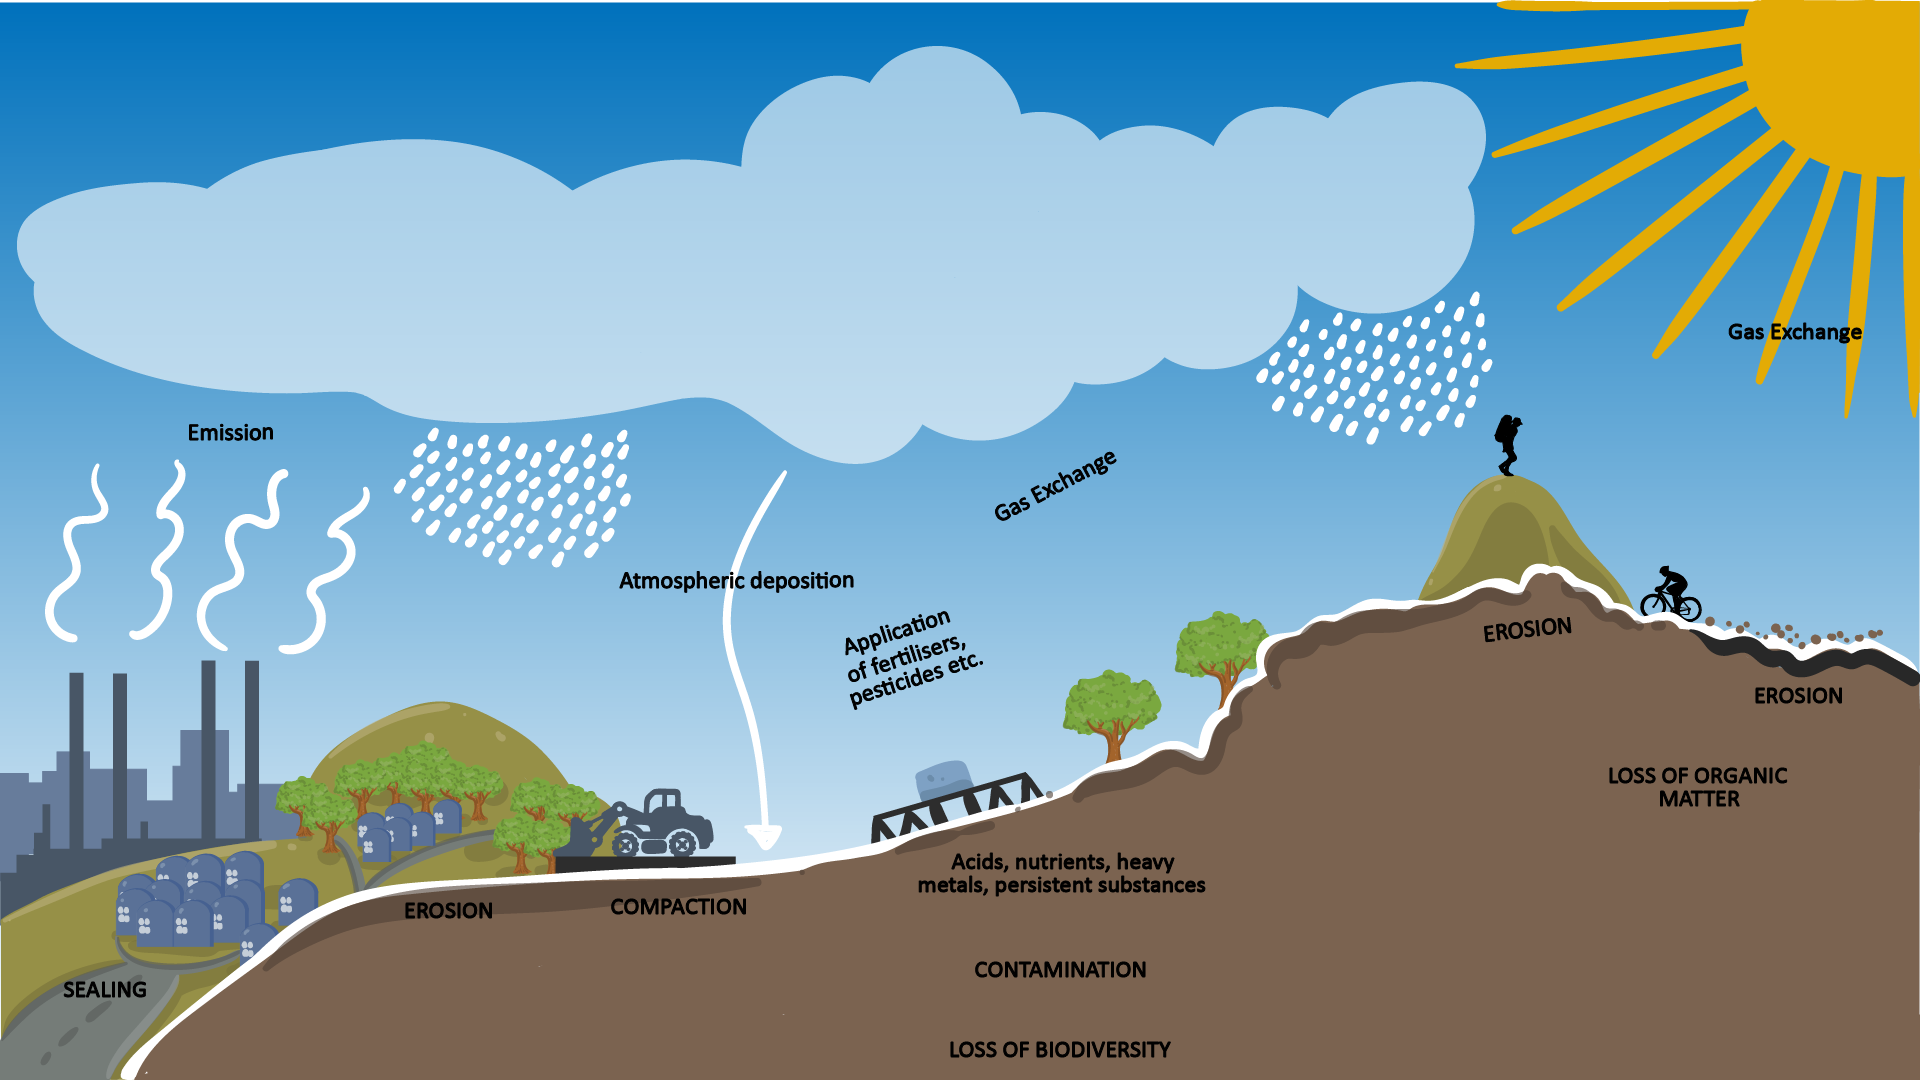 Gas Exchange
Emission
Gas Exchange
Atmospheric deposition
Application
of fertilisers,
pesticides etc.
EROSION
EROSION
LOSS OF ORGANIC
MATTER
Acids, nutrients, heavy
metals, persistent substances
EROSION
COMPACTION
CONTAMINATION
SEALING
LOSS OF BIODIVERSITY